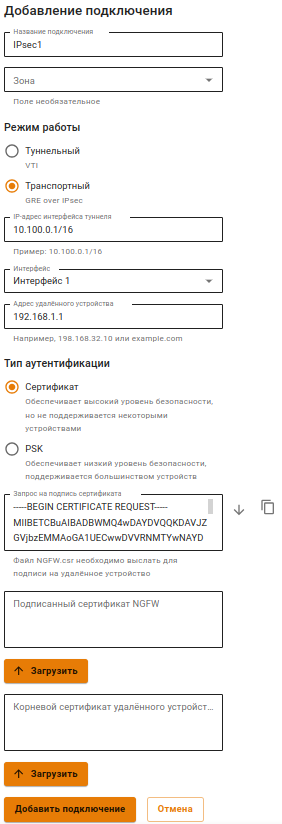 Добавление подключения
Название подключения
IPsec1
Зона
Поле необязательное
Режим работы
Туннельный
VTI
Транспортный
GRE over IPsec
IP-адрес интерфейса туннеля
10.100.0.1/16
Пример: 10.100.0.1/16
Интерфейс
Интерфейс 1
Адрес удалённого устройства
192.168.1.1
Например, 198.168.32.10 или example.com
Тип аутентификации
Сертификат
Обеспечивает высокий уровень безопасности,
но не поддерживается некоторыми
устройствами
PSK
Обеспечивает низкий уровень безопасности,
поддерживается большинством устройств
Запрос на подпись сертификата
-----BEGIN CERTIFICATE REQUEST-----
MIIBETCBuAIBADBWMQ4wDAYDVQQKDAVJZ
GVjbzEMMAoGA1UECwwDVVRNMTYwNAYD
Файл NGFW.csr необходимо выслать для
подписи на удалённое устройство
Подписанный сертификат NGFW
Загрузить
Корневой сертификат удалённого устройст...
Загрузить
Добавить подключение
Отмена